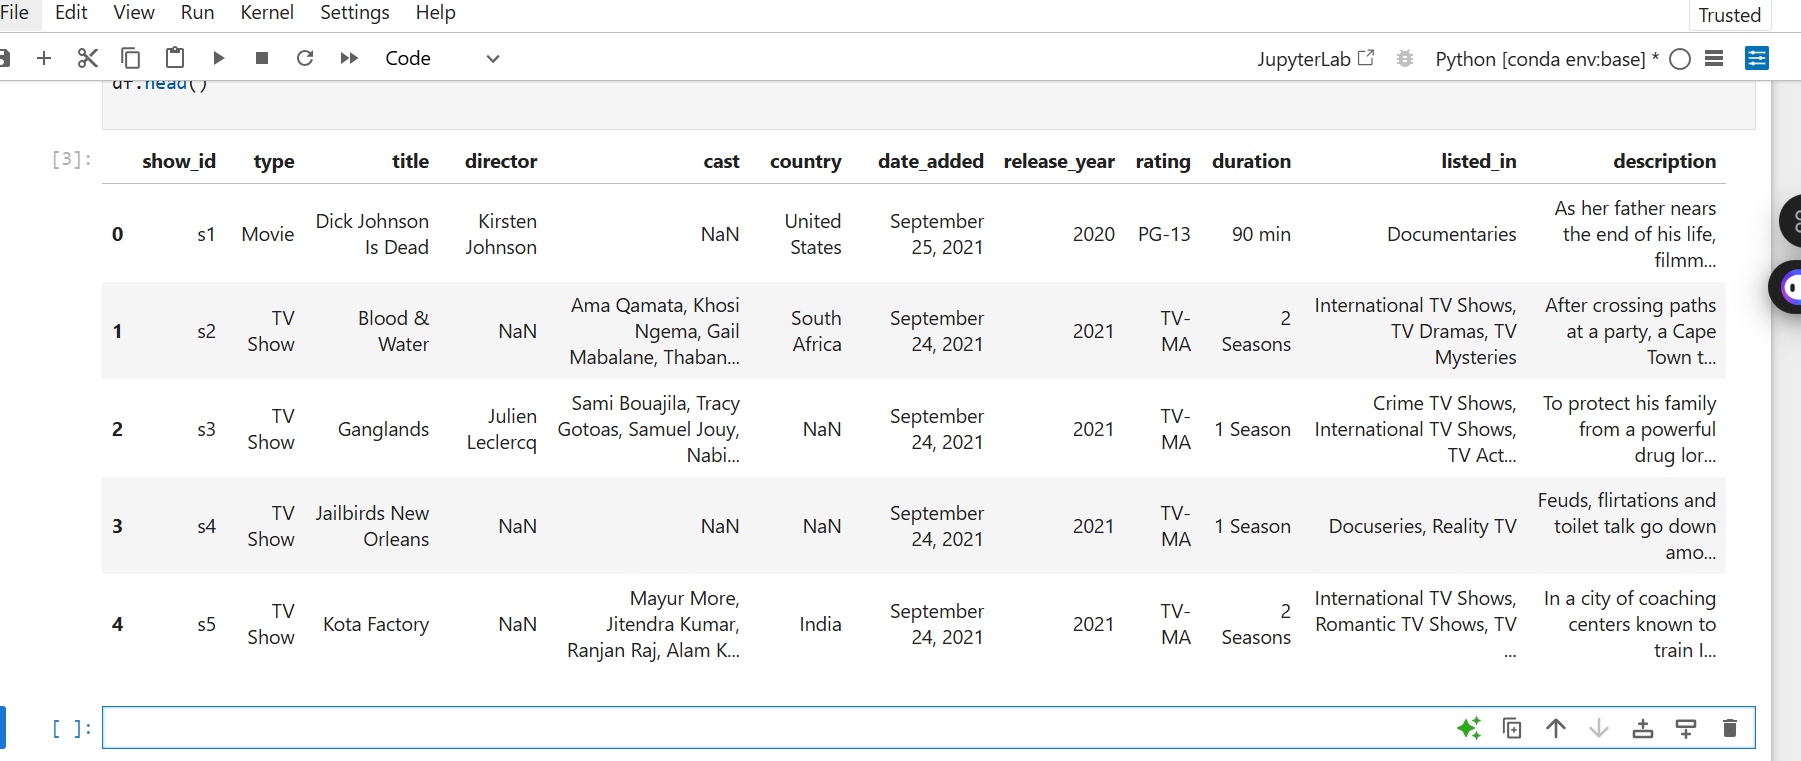 File Edit View Run Kernel Settings Help
Trusted
Code
JupyterLab
Python [conda env:base] *
df.head()
[3]:
show_id type title director cast country date_added release_year rating duration listed_in description
0 s1 Movie Dick Johnson Is Dead Kirsten Johnson NaN United States September 25, 2021 2020 PG-13 90 min Documentaries As her father nears the end of his life, filmm...
1 s2 TV Show Blood & Water NaN Ama Qamata, Khosi Ngema, Gail Mabalane, Thaban... South Africa September 24, 2021 2021 TV-MA 2 Seasons International TV Shows, TV Dramas, TV Mysteries After crossing paths at a party, a Cape Town t...
2 s3 TV Show Ganglands Julien Leclercq Sami Bouajila, Tracy Gotoas, Samuel Jouy, Nabi... NaN September 24, 2021 2021 TV-MA 1 Season Crime TV Shows, International TV Shows, TV Act... To protect his family from a powerful drug lor...
3 s4 TV Show Jailbirds New Orleans NaN NaN NaN September 24, 2021 2021 TV-MA 1 Season Docuseries, Reality TV Feuds, flirtations and toilet talk go down amo...
4 s5 TV Show Kota Factory NaN Mayur More, Jitendra Kumar, Ranjan Raj, Alam K... India September 24, 2021 2021 TV-MA 2 Seasons International TV Shows, Romantic TV Shows, TV ... In a city of coaching centers known to train I...
[ ]: